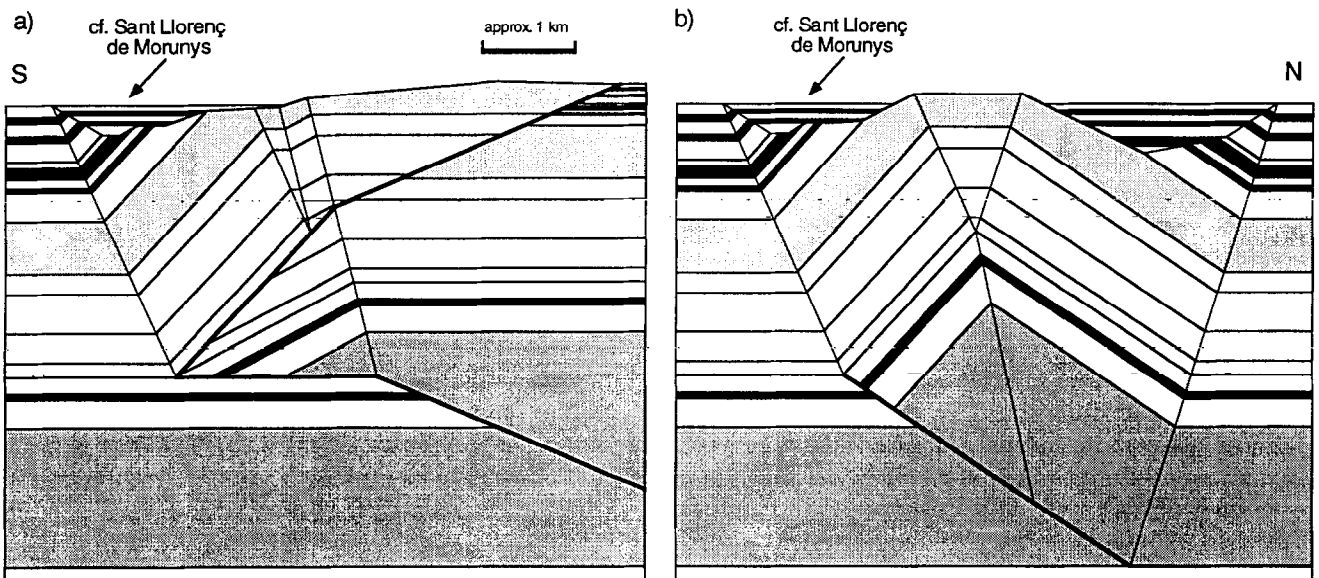 a)
cf. Sant Llorenç
de Morunys
approx. 1 km
S
b)
cf. Sant Llorenç
de Morunys
N